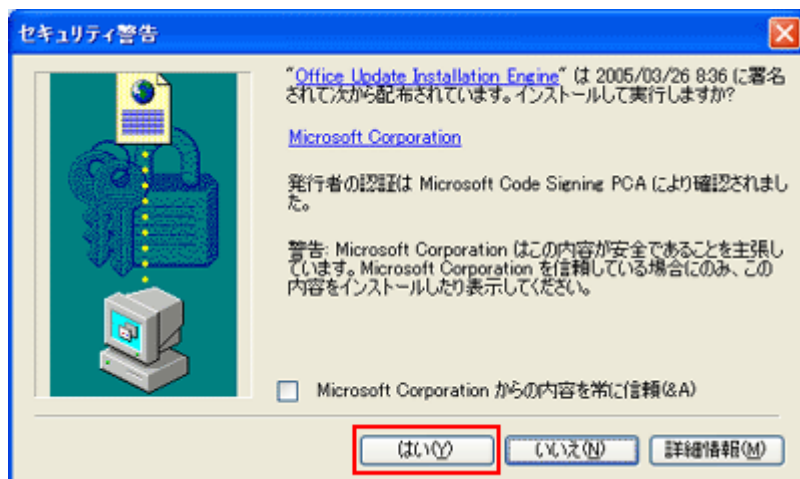 セキュリティ警告
"Office Update Installation Engine" は 2005/03/26 8:36 に署名
されて次から配布されています。インストールして実行しますか?
Microsoft Corporation
発行者の認証は Microsoft Code Signing PCA により確認されまし
た。
警告: Microsoft Corporation はこの内容が安全であることを主張し
ています。Microsoft Corporation を信頼している場合にのみ、この
内容をインストールしたり表示してください。
Microsoft Corporation からの内容を常に信頼(&A)
はい(Y) いいえ(N) 詳細情報(M)